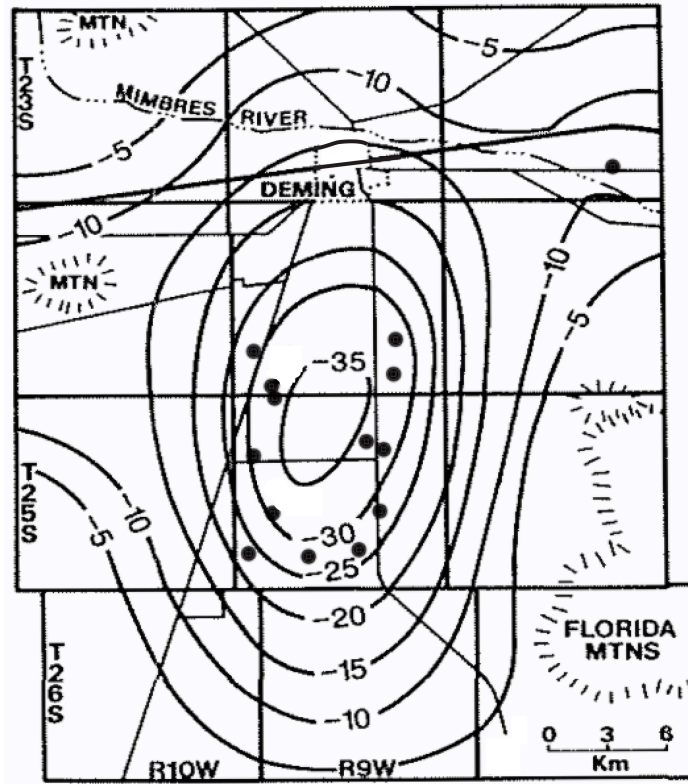 MTN
-5
-10
T23S
MIMBRES RIVER
-5
DEMING
-10
-10
MTN
-5
-35
T25S
-10
-5
-30
-25
-20
FLORIDA
MTNS
T26S
-15
-10
0 3 6
Km
R10W
R9W